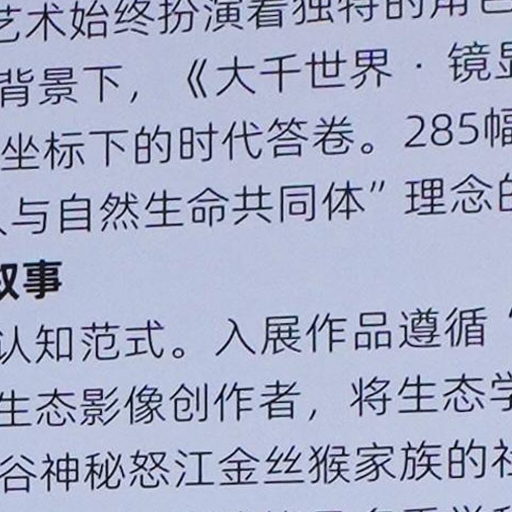 艺术始终扮演着独特的角色
背景下，《大千世界·镜显
坐标下的时代答卷。285幅
人与自然生命共同体”理念的
叙事
认知范式。入展作品遵循“
生态影像创作者，将生态学
谷神秘怒江金丝猴家族的社